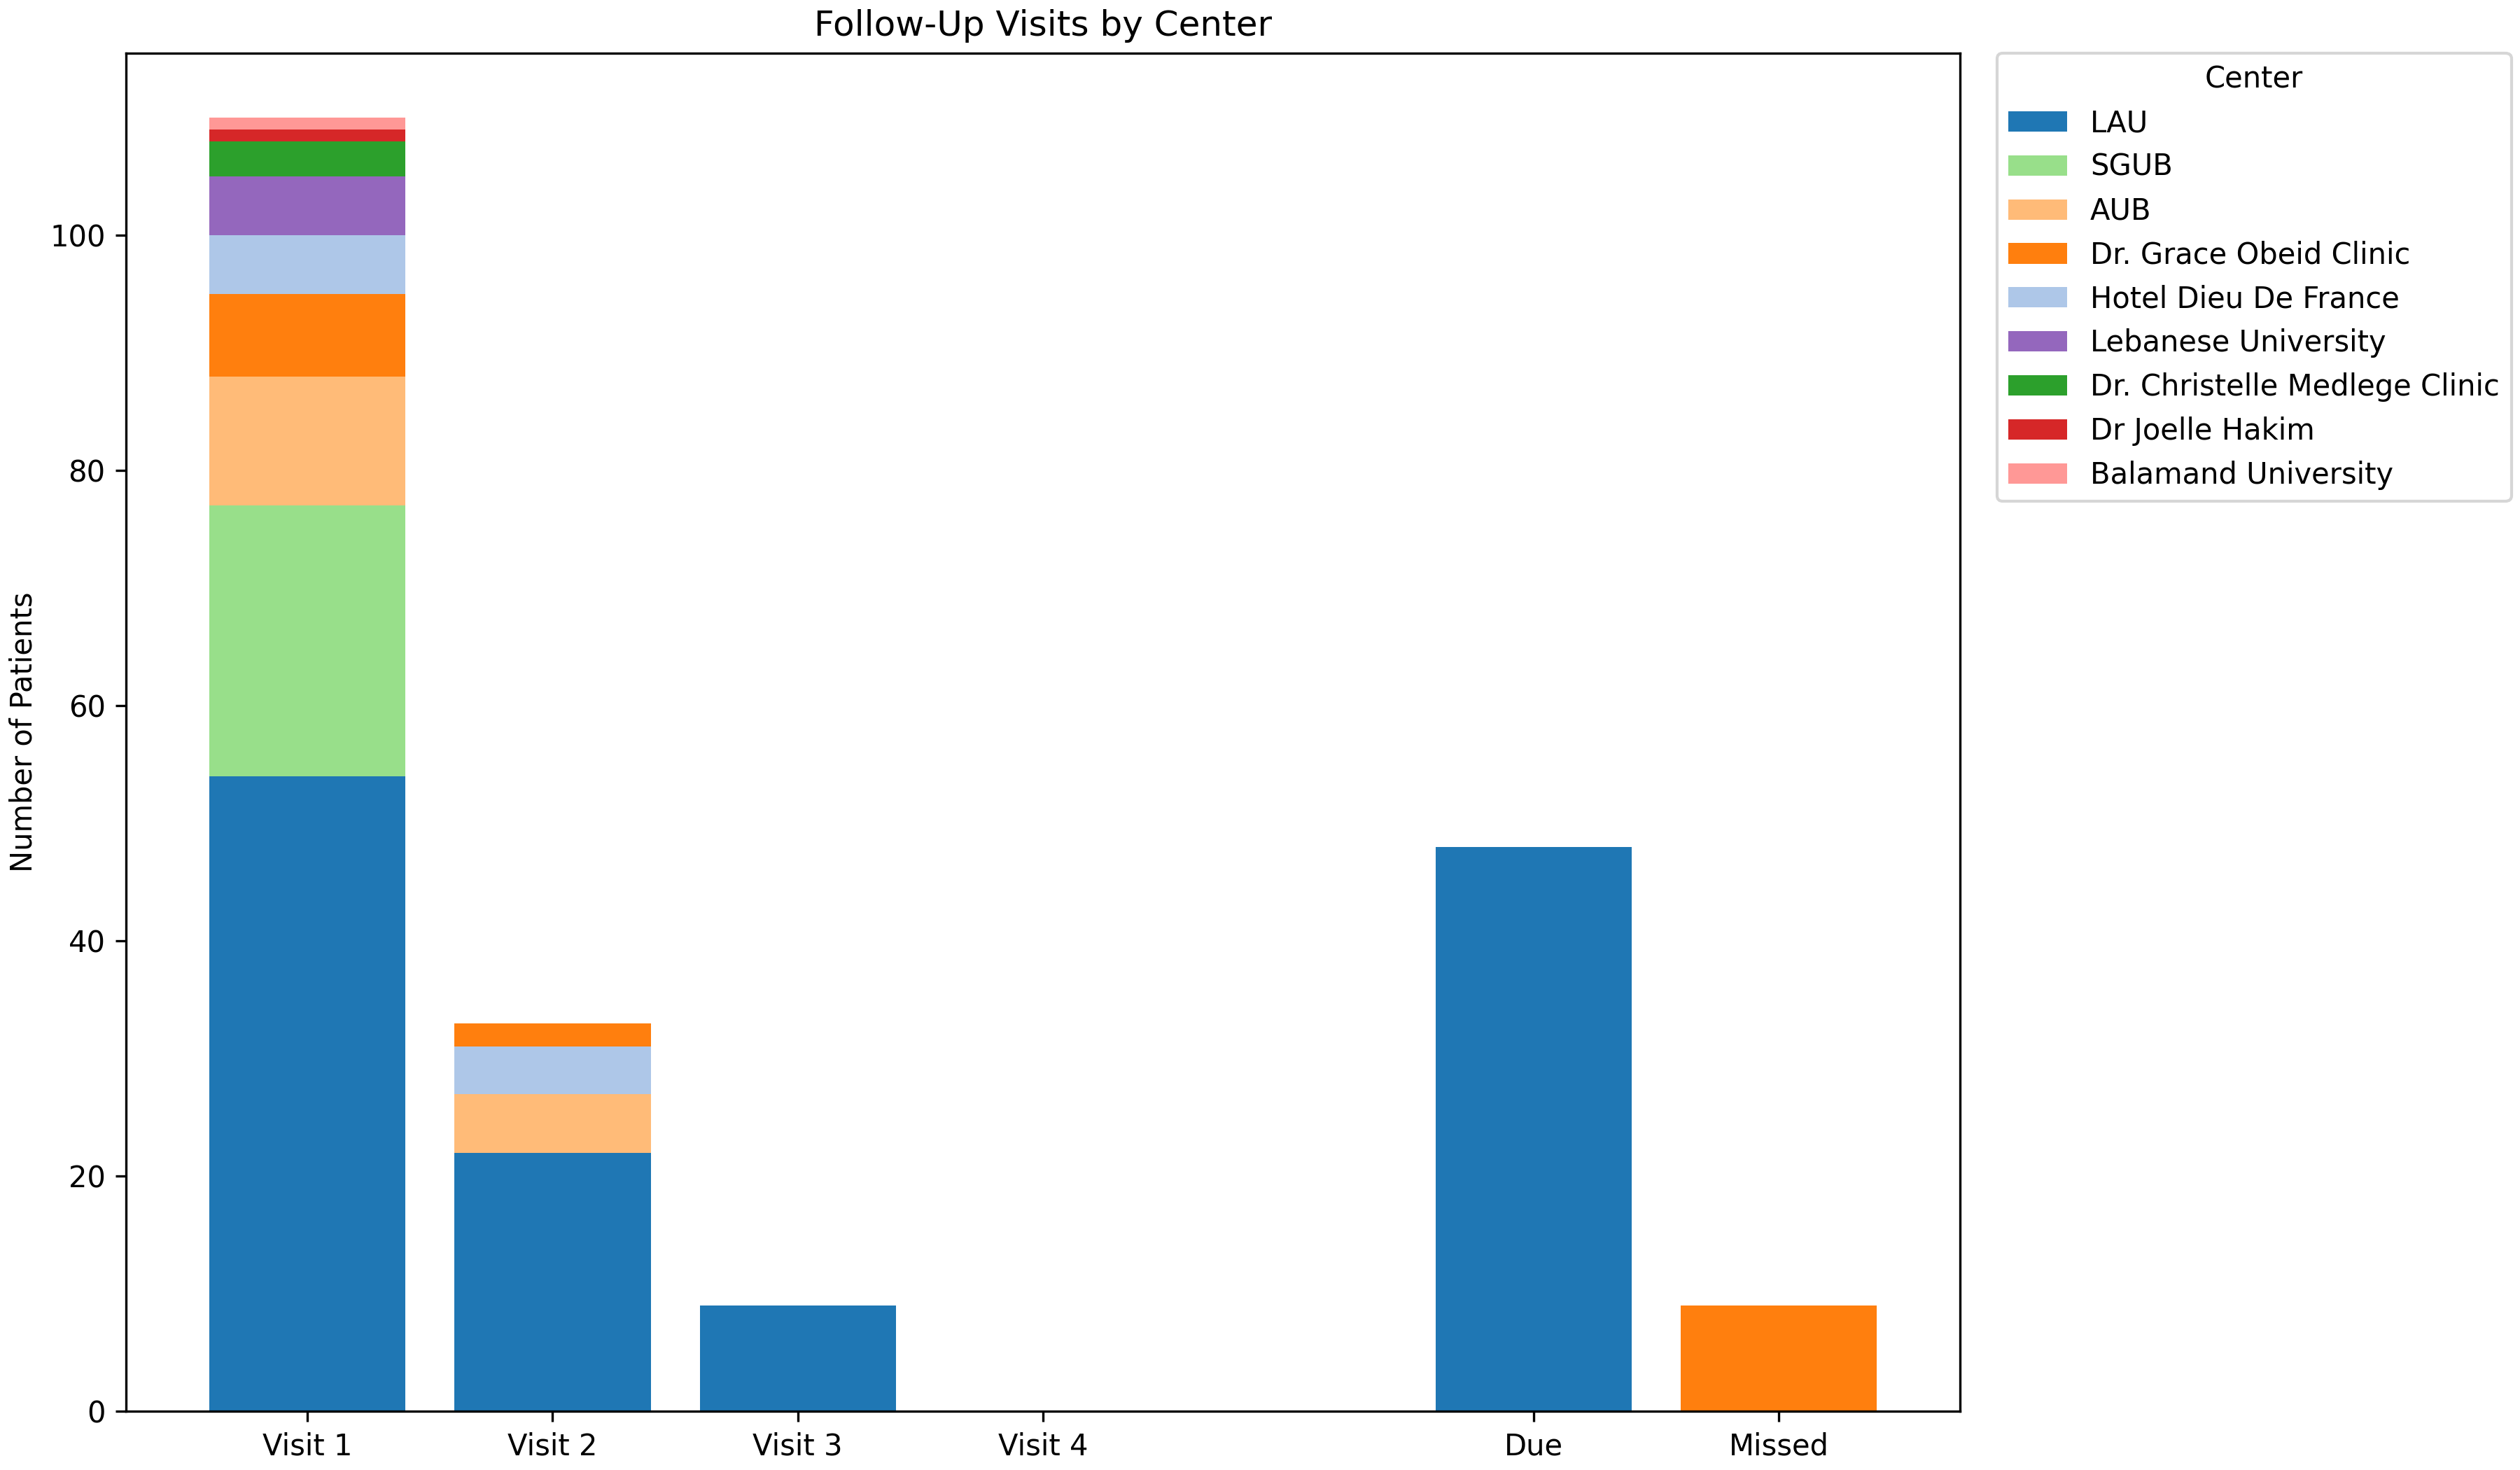 Follow-Up Visits by Center
Number of Patients
100
80
60
40
20
0
Visit 1
Visit 2
Visit 3
Visit 4
Due
Missed
Center
LAU
SGUB
AUB
Dr. Grace Obeid Clinic
Hotel Dieu De France
Lebanese University
Dr. Christelle Medlege Clinic
Dr Joelle Hakim
Balamand University